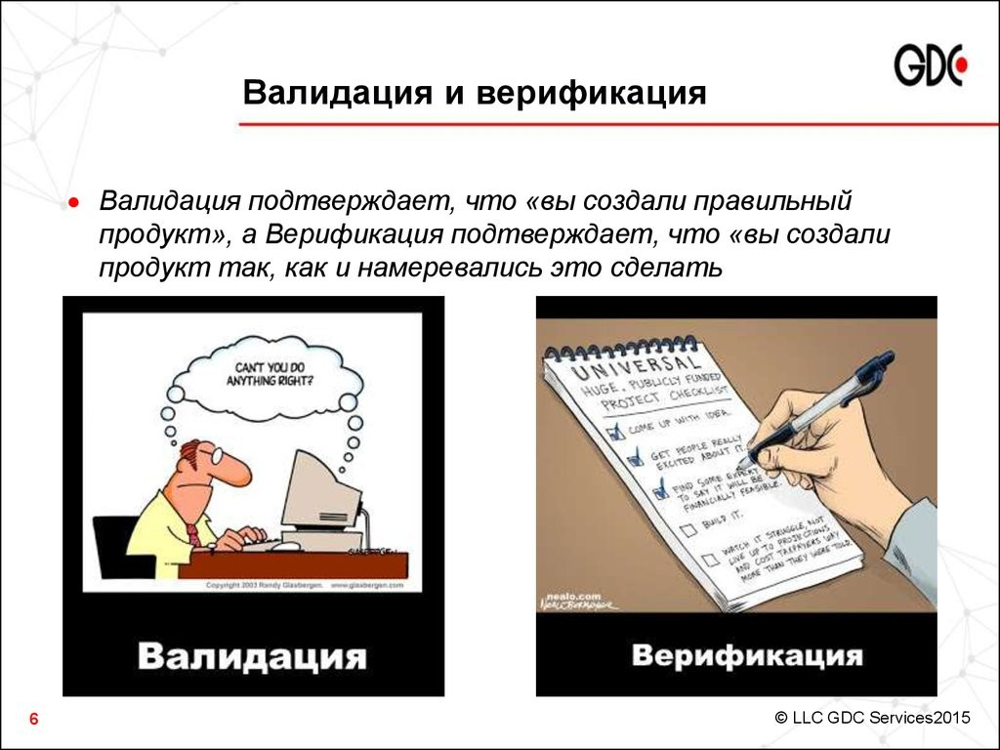 GDC
Валидация и верификация
Валидация подтверждает, что «вы создали правильный
продукт», а Верификация подтверждает, что «вы создали
продукт так, как и намеревались это сделать
CAN'T YOU DO
ANYTHING RIGHT?
GLASBERGEN
Copyright 2003 Randy Glasbergen. www.glasbergen.com
Валидация
UNIVERSAL
HUGE, PUBLICLY FUNDED
PROJECT CHECKLIST
COME UP WITH IDEA.
GET PEOPLE REALLY
EXCITED ABOUT IT.
FIND SOME EXPERT
TO SAY IT WILL BE
FINANCIALLY FEASIBLE.
BUILD IT.
WATCH IT STRUGGLE, NOT
LIVE UP TO PROJECTIONS
AND COST TAXPAYERS WAY
MORE THAN THEY WERE TOLD.
nealo.com
Верификация
6
© LLC GDC Services2015